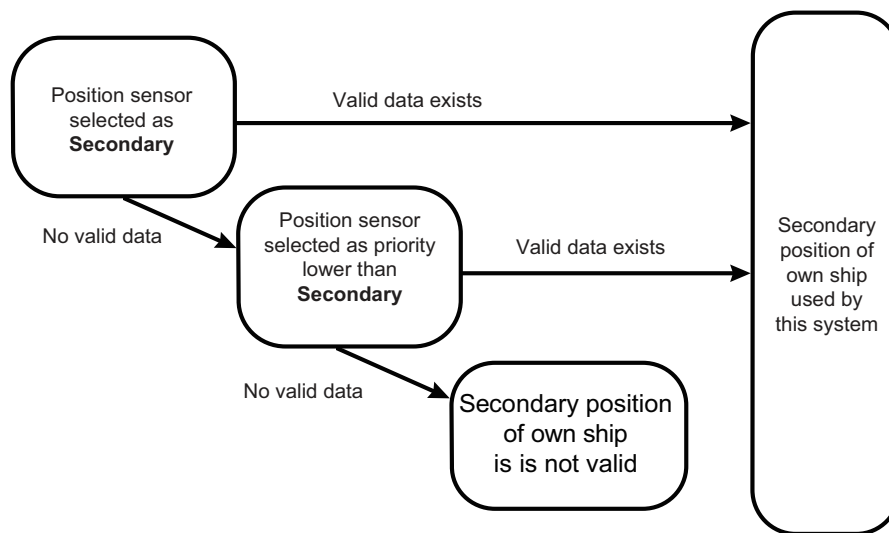 Position sensor
selected as
Secondary
Valid data exists
No valid data
Position sensor
selected as priority
lower than
Secondary
Valid data exists
No valid data
Secondary position
of own ship
is is not valid
Secondary
position of
own ship
used by
this system